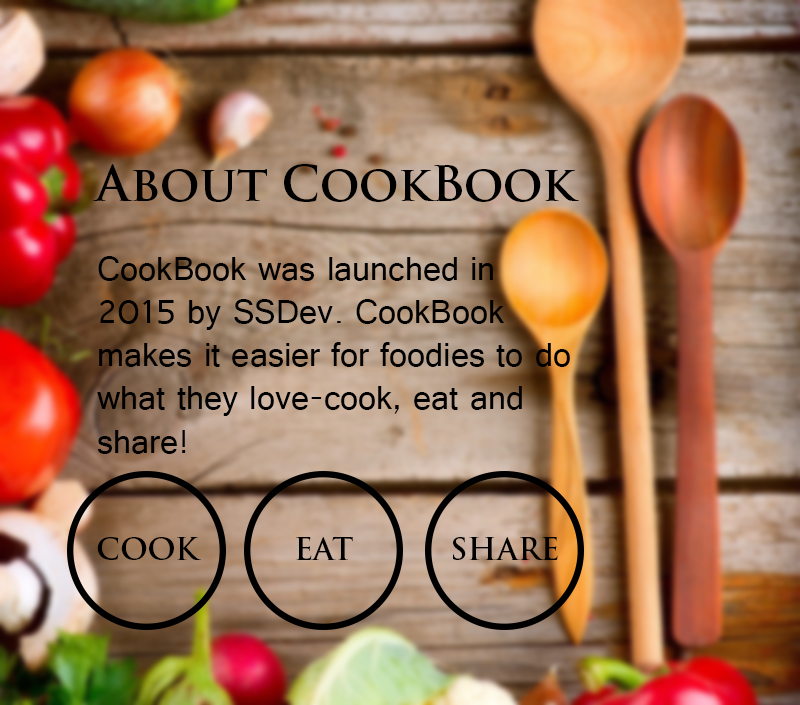 About CookBook
CookBook was launched in
2015 by SSDev. CookBook
makes it easier for foodies to do
what they love-cook, eat and
share!
COOK EAT SHARE